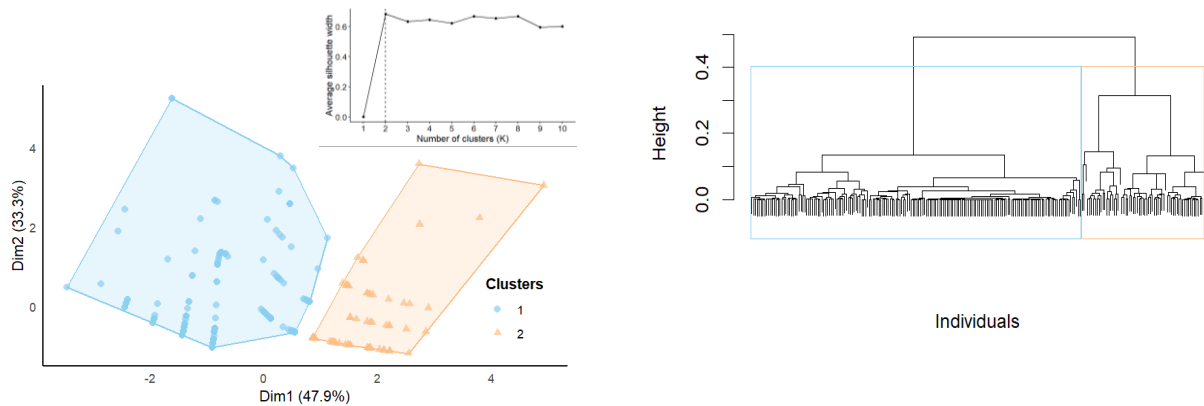 Average silhouette width
0.6
0.4
0.2
0.0
1 2 3 4 5 6 7 8 9 10
Number of clusters (K)
Dim2 (33.3%)
4
2
0
-2 0 2 4
Dim1 (47.9%)
Clusters
1
2
Height
0.4
0.2
0.0
Individuals